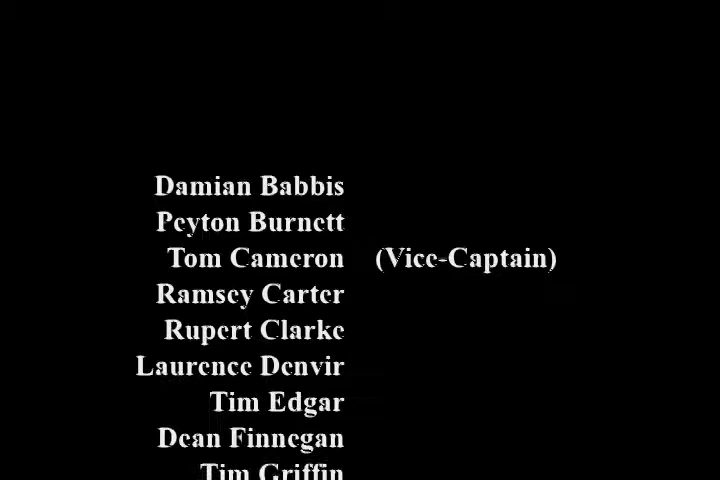 Damian Babbis
Peyton Burnett
Tom Cameron (Vice-Captain)
Ramsey Carter
Rupert Clarke
Laurence Denvir
Tim Edgar
Dean Finnegan
Tim Griffin